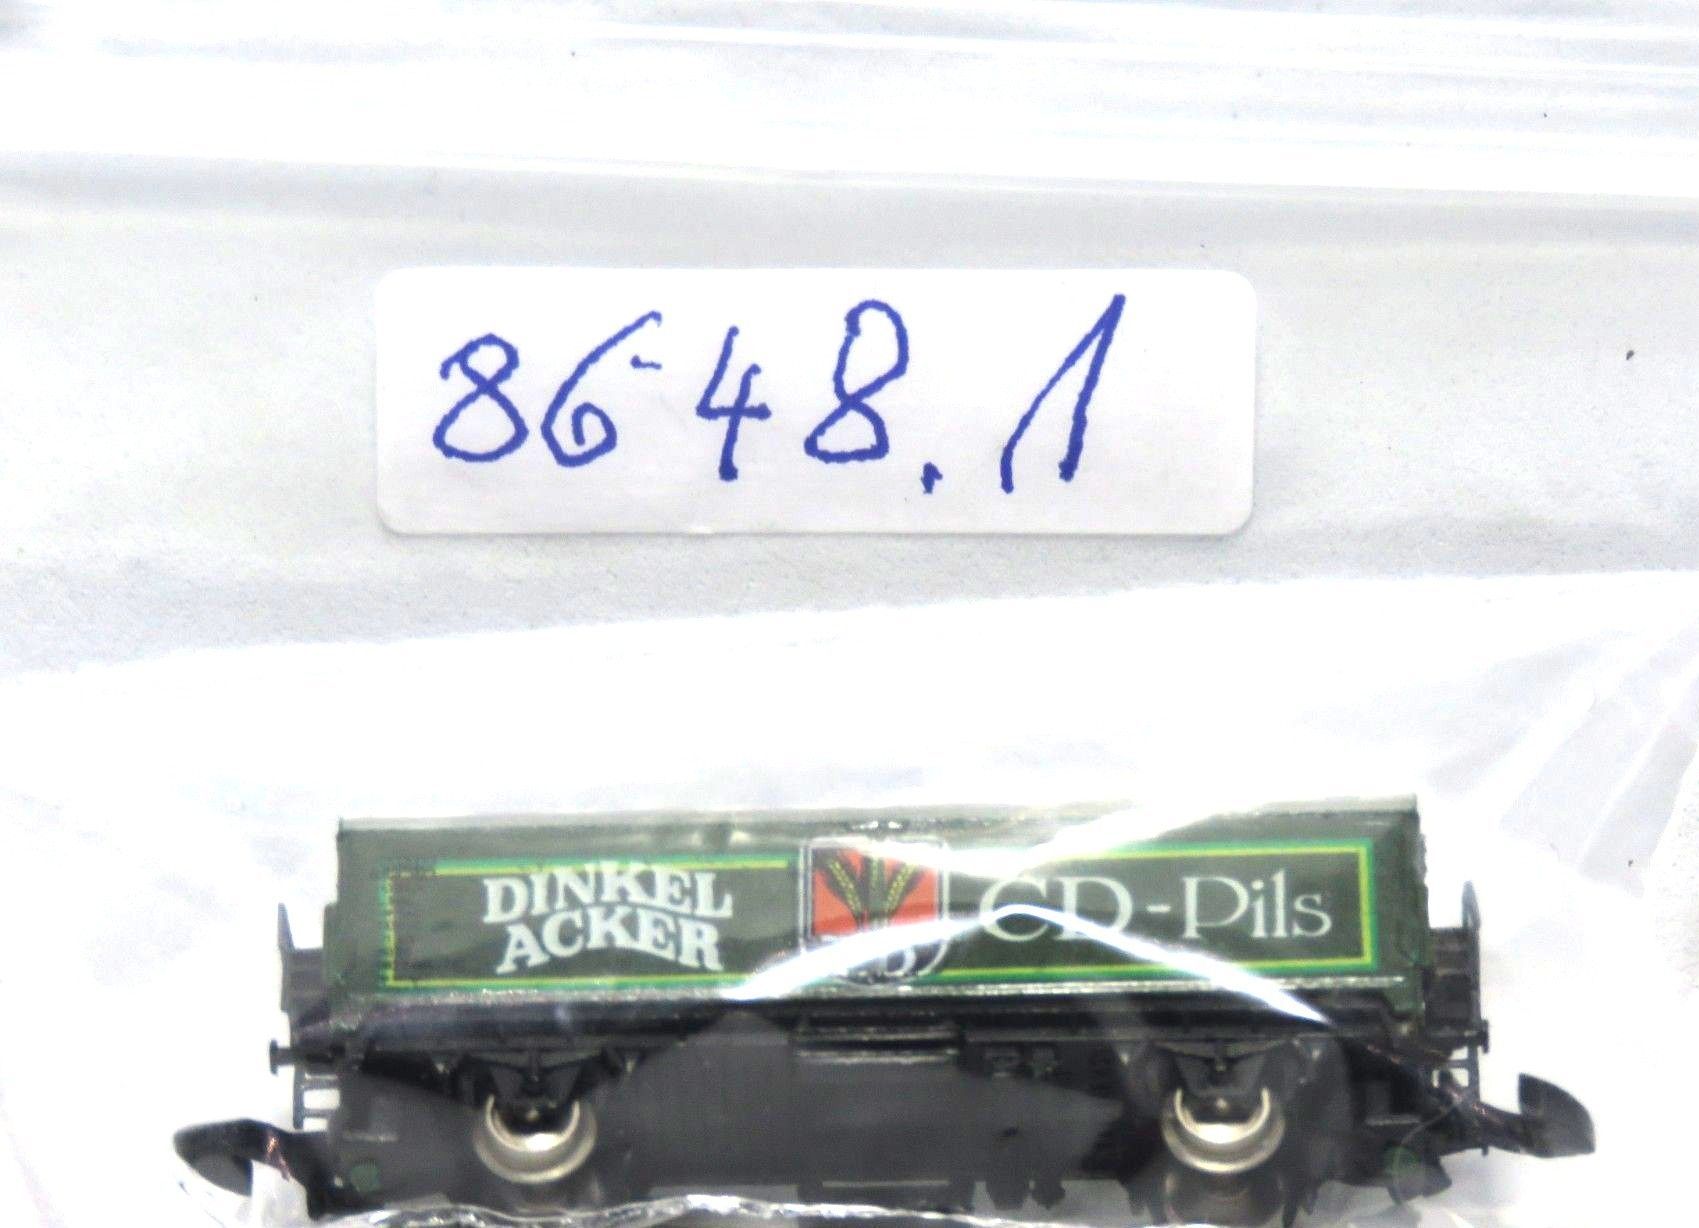 8648.1
DINKEL
ACKER
CD-Pils